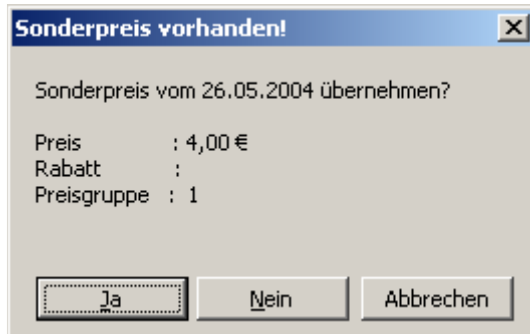 Sonderpreis vorhanden!
Sonderpreis vom 26.05.2004 übernehmen?
Preis : 4,00 €
Rabatt :
Preisgruppe : 1
Ja Nein Abbrechen